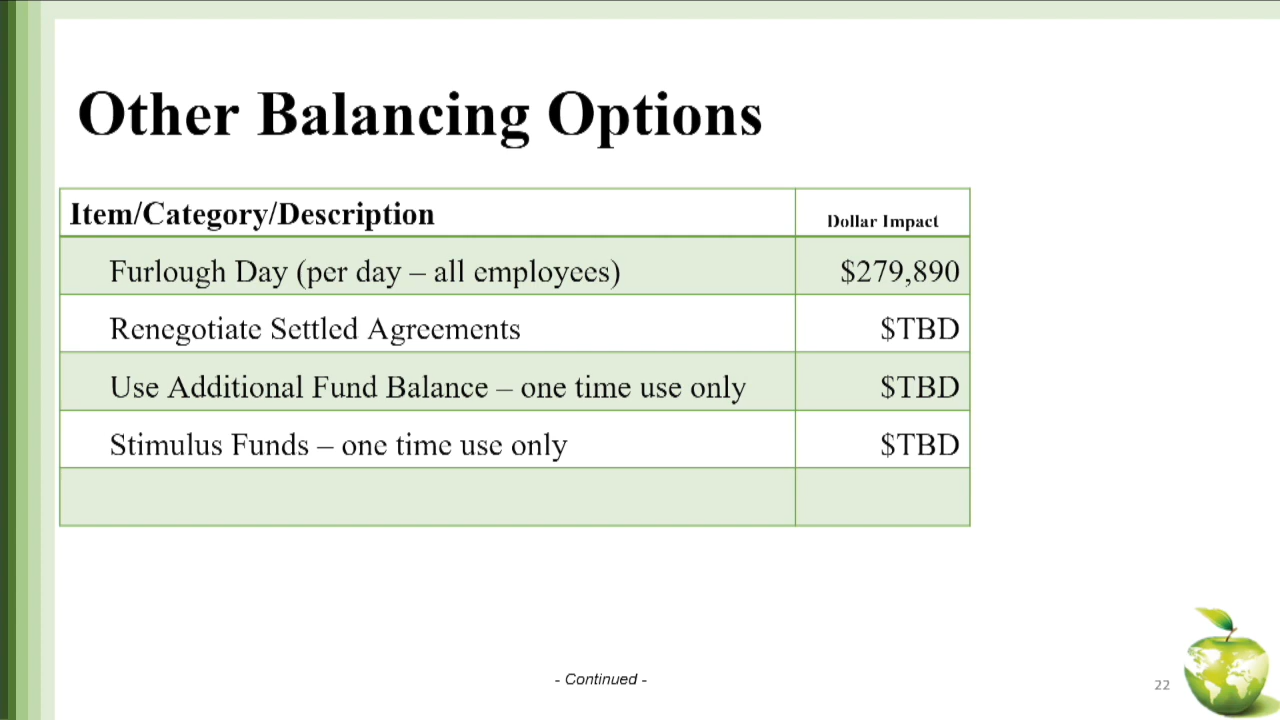 Other Balancing Options
Item/Category/Description Dollar Impact
Furlough Day (per day – all employees) $279,890
Renegotiate Settled Agreements $TBD
Use Additional Fund Balance – one time use only $TBD
Stimulus Funds – one time use only $TBD
- Continued -
22